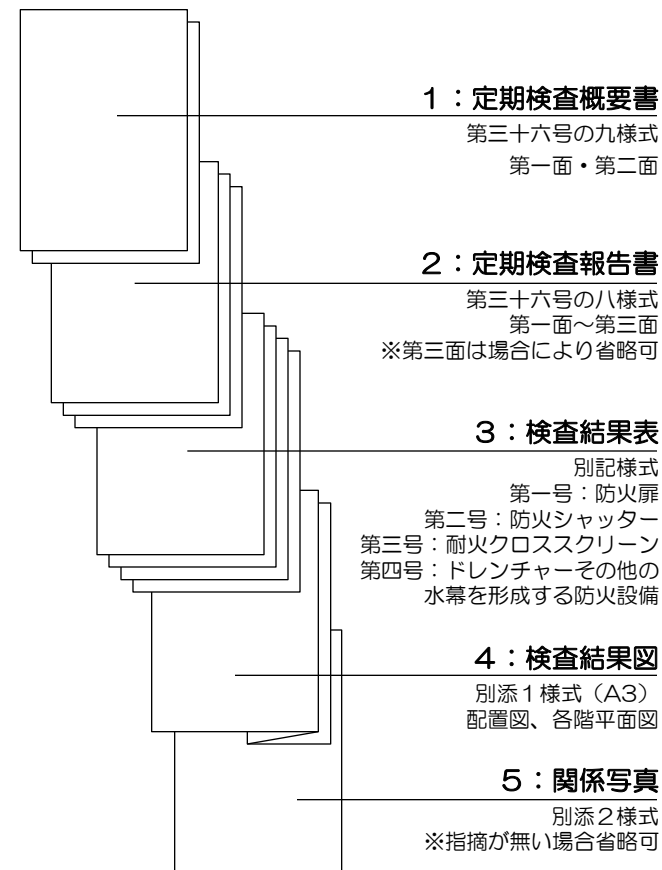 1：定期検査概要書
第三十六号の九様式
第一面・第二面
2：定期検査報告書
第三十六号の八様式
第一面～第三面
※第三面は場合により省略可
3：検査結果表
別記様式
第一号：防火扉
第二号：防火シャッター
第三号：耐火クロススクリーン
第四号：ドレンチャーその他の
水幕を形成する防火設備
4：検査結果図
別添1様式（A3）
配置図、各階平面図
5：関係写真
別添2様式
※指摘が無い場合省略可